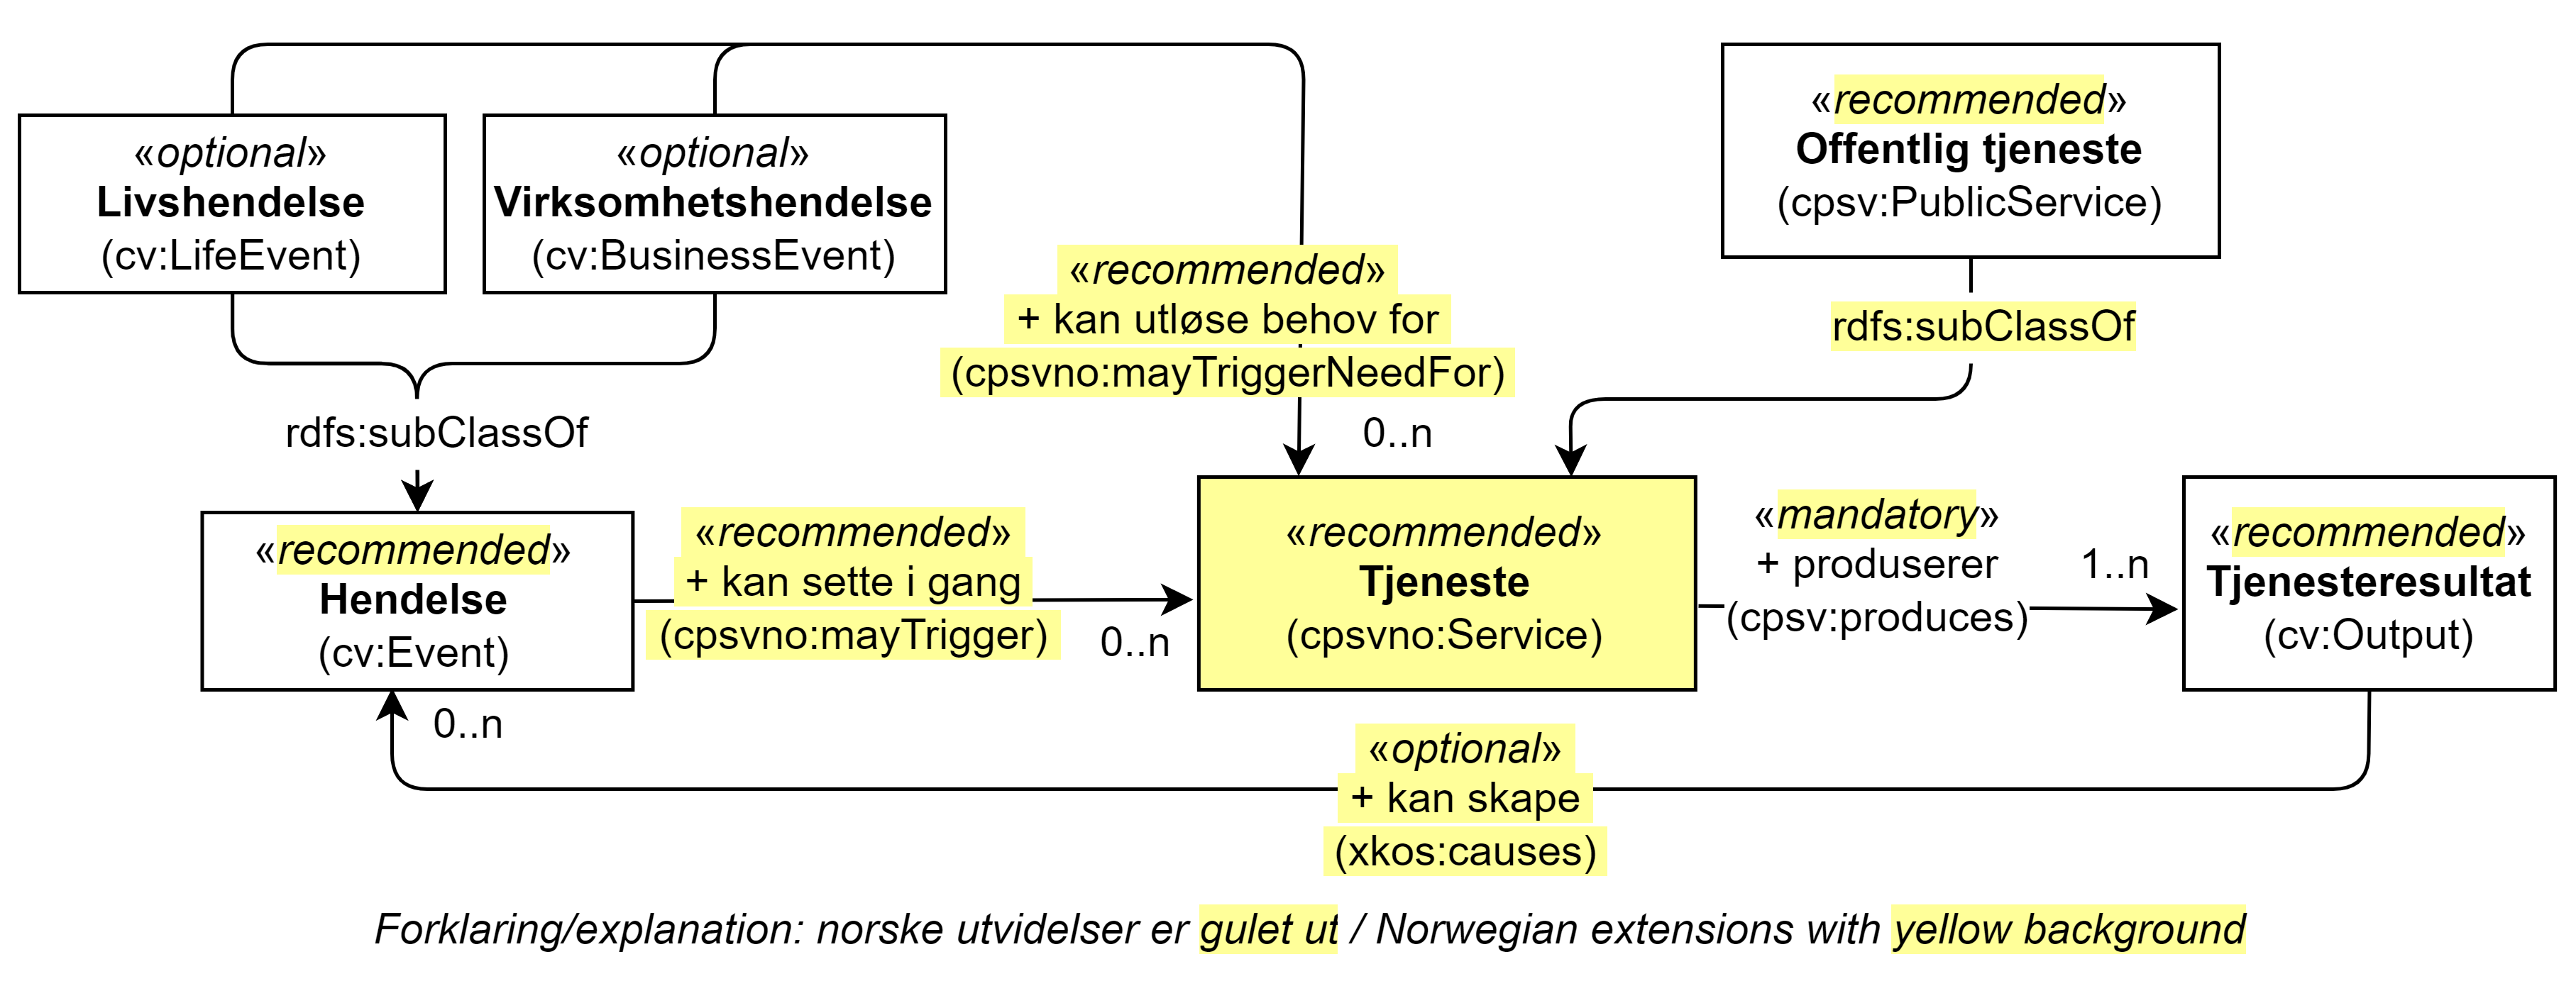 «optional»
Livshendelse
(cv:LifeEvent)
«optional»
Virksomhetshendelse
(cv:BusinessEvent)
«recommended»
Offentlig tjeneste
(cpsv:PublicService)
«recommended»
+ kan utløse behov for
(cpsvno:mayTriggerNeedFor)
0..n
rdfs:subClassOf
rdfs:subClassOf
«recommended»
Hendelse
(cv:Event)
«recommended»
+ kan sette i gang
(cpsvno:mayTrigger)
0..n
«recommended»
Tjeneste
(cpsvno:Service)
«mandatory»
+ produserer
(cpsv:produces)
1..n
«recommended»
Tjenesteresultat
(cv:Output)
0..n
«optional»
+ kan skape
(xkos:causes)
Forklaring/explanation: norske utvidelser er gulet ut / Norwegian extensions with yellow background